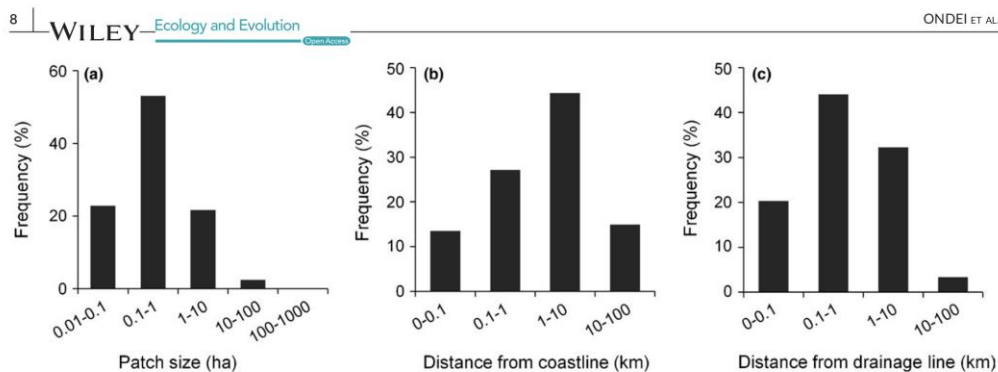 8 WILEY Ecology and Evolution ONDEI ET AL.
Open Access
(a)
60
40
20
0
Frequency (%)
0.01-0.1 0.1-1 1-10 10-100 100-1000
Patch size (ha)
(b)
50
40
30
20
10
0
Frequency (%)
0-0.1 0.1-1 1-10 10-100
Distance from coastline (km)
(c)
50
40
30
20
10
0
Frequency (%)
0-0.1 0.1-1 1-10 10-100
Distance from drainage line (km)